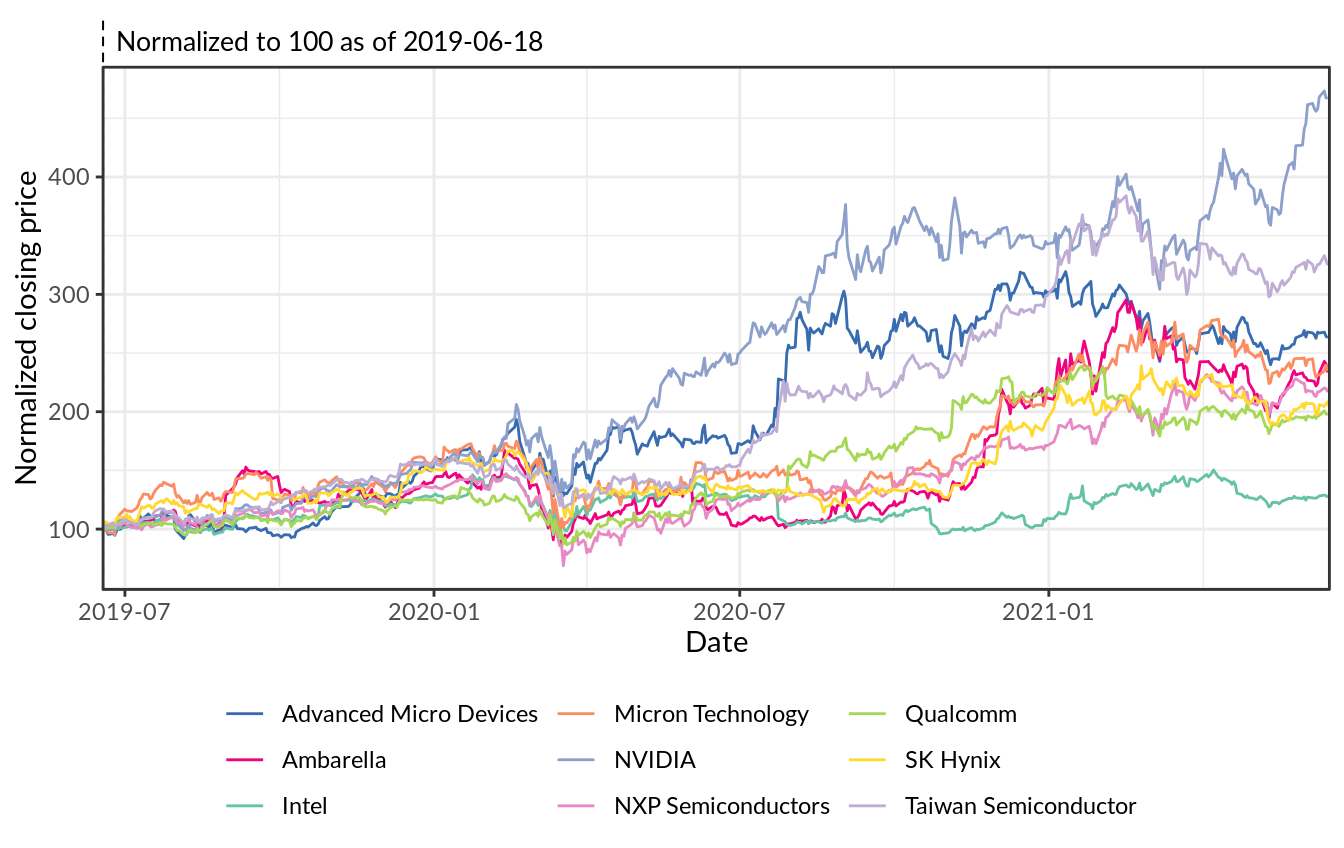 Normalized to 100 as of 2019-06-18
Normalized closing price
400
300
200
100
2019-07 2020-01 2020-07 2021-01
Date
Advanced Micro Devices Micron Technology Qualcomm
Ambarella NVIDIA SK Hynix
Intel NXP Semiconductors Taiwan Semiconductor